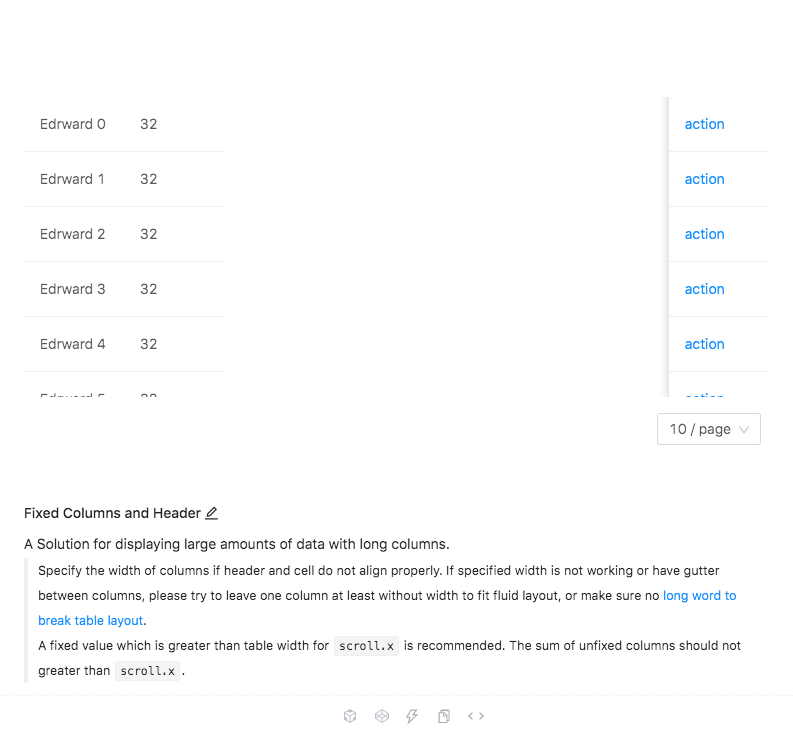 Edrward 0 32 action
Edrward 1 32 action
Edrward 2 32 action
Edrward 3 32 action
Edrward 4 32 action
10 / page
Fixed Columns and Header
A Solution for displaying large amounts of data with long columns.
Specify the width of columns if header and cell do not align properly. If specified width is not working or have gutter
between columns, please try to leave one column at least without width to fit fluid layout, or make sure no long word to
break table layout.
A fixed value which is greater than table width for scroll.x is recommended. The sum of unfixed columns should not
greater than scroll.x .